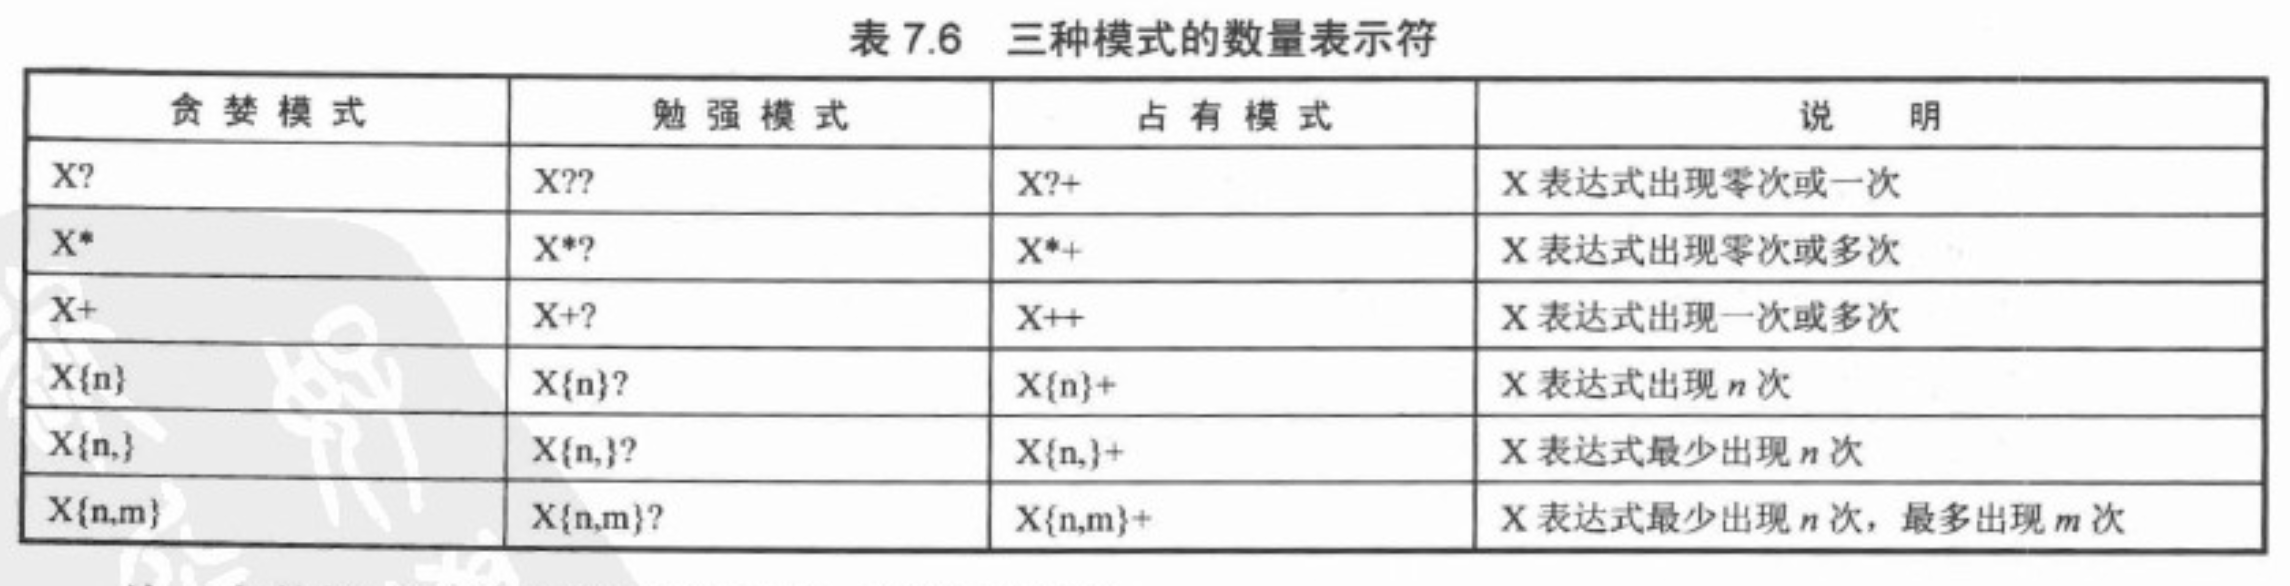 表 7.6 三种模式的数量表示符
贪婪模式 勉强模式 占有模式 说明
X? X?? X?+ X 表达式出现零次或一次
X* X*? X*+ X 表达式出现零次或多次
X+ X+? X++ X 表达式出现一次或多次
X{n} X{n}? X{n}+ X 表达式出现 n 次
X{n,} X{n,}? X{n,}+ X 表达式最少出现 n 次
X{n,m} X{n,m}? X{n,m}+ X 表达式最少出现 n 次，最多出现 m 次